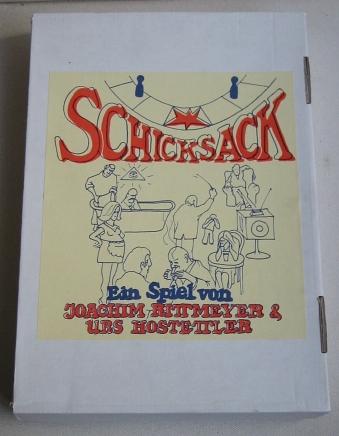 SCHICKSACK
Ein Spiel von
JOACHIM RITTMEYER &
URS HOSTETTLER